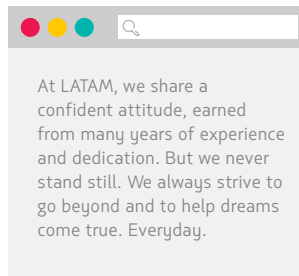 At LATAM, we share a
confident attitude, earned
from many years of experience
and dedication. But we never
stand still. We always strive to
go beyond and to help dreams
come true. Everyday.